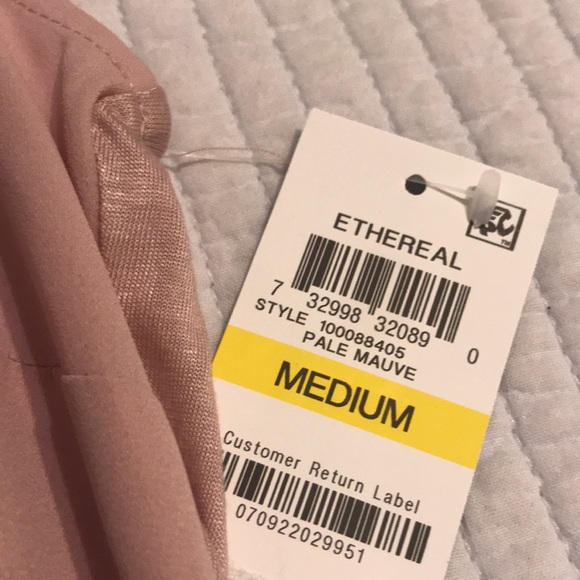 ETHEREAL
7 32998 32089 0
STYLE 100088405
PALE MAUVE
MEDIUM
Customer Return Label
070922029951